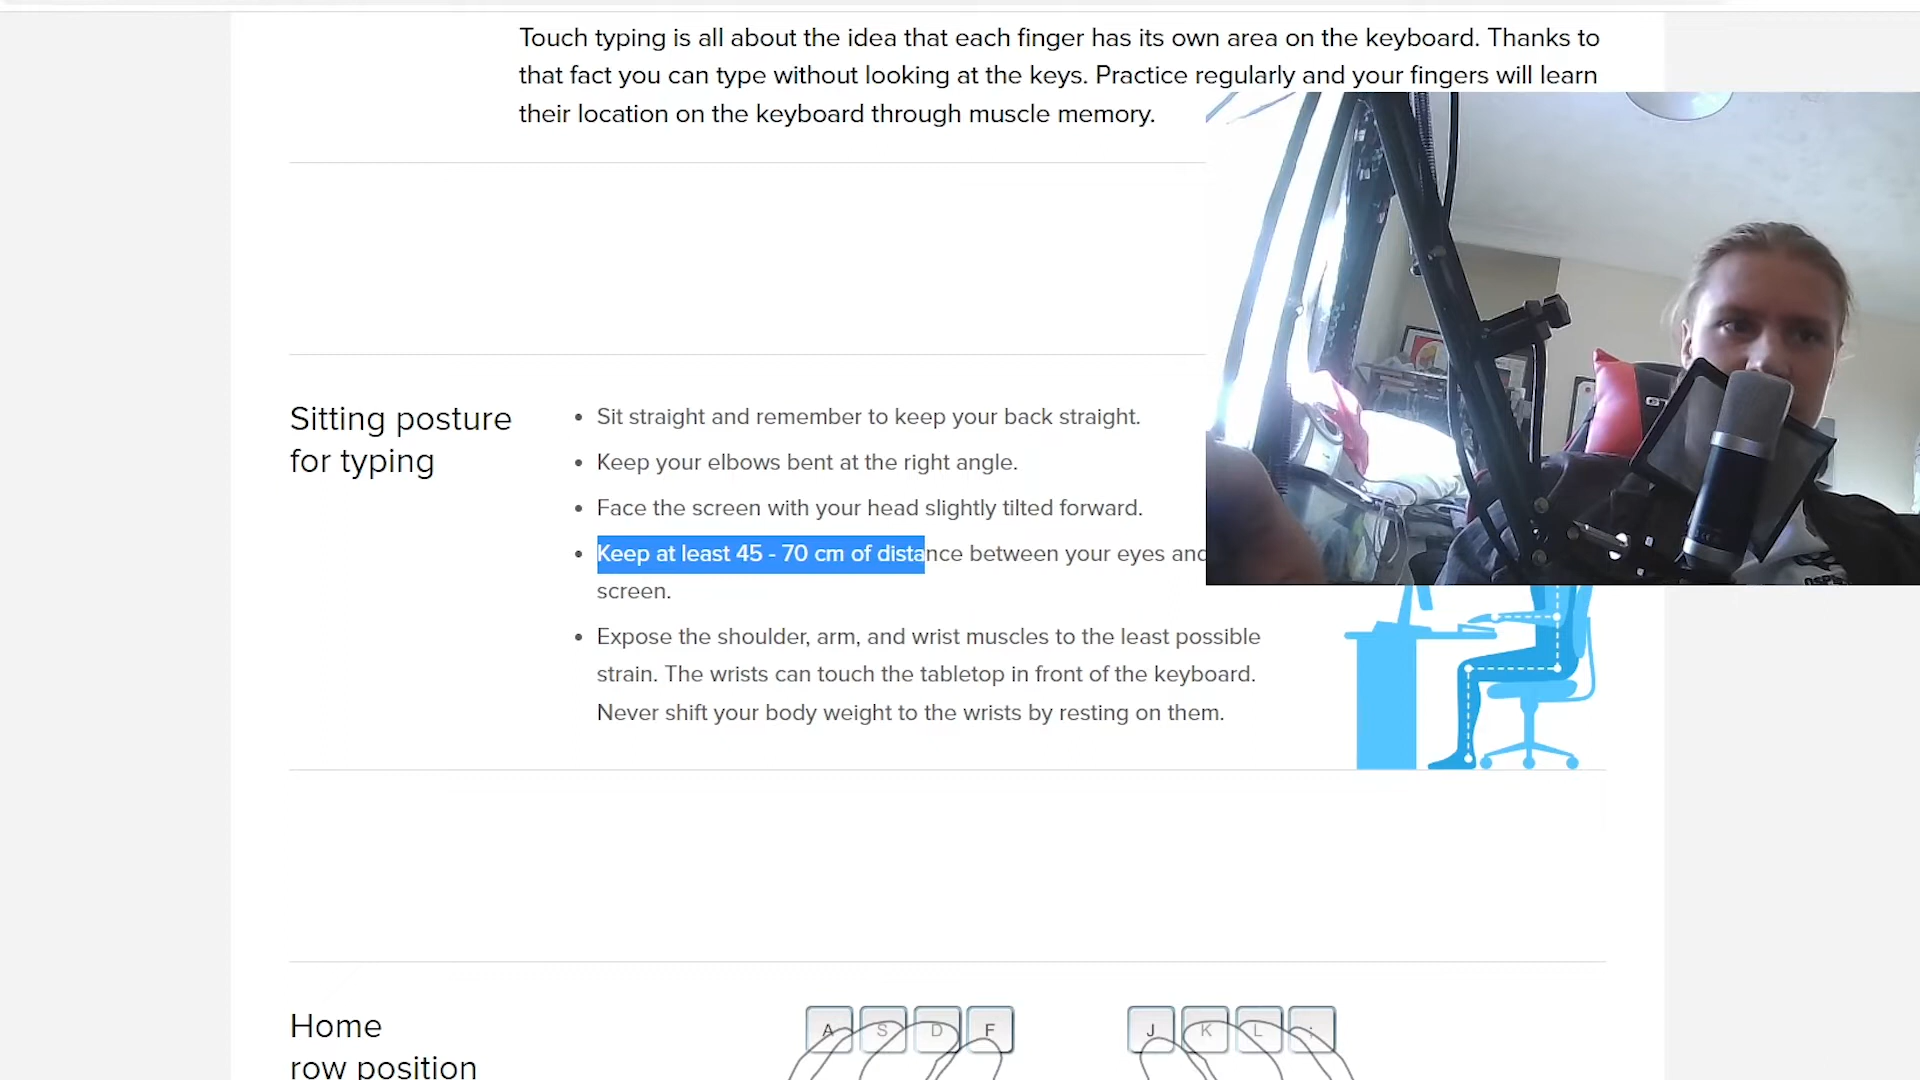 Touch typing is all about the idea that each finger has its own area on the keyboard. Thanks to
that fact you can type without looking at the keys. Practice regularly and your fingers will learn
their location on the keyboard through muscle memory.
Sitting posture
for typing
• Sit straight and remember to keep your back straight.
• Keep your elbows bent at the right angle.
• Face the screen with your head slightly tilted forward.
• Keep at least 45 - 70 cm of distance between your eyes and
screen.
• Expose the shoulder, arm, and wrist muscles to the least possible
strain. The wrists can touch the tabletop in front of the keyboard.
Never shift your body weight to the wrists by resting on them.
Home
row position
A S D F J K L ;